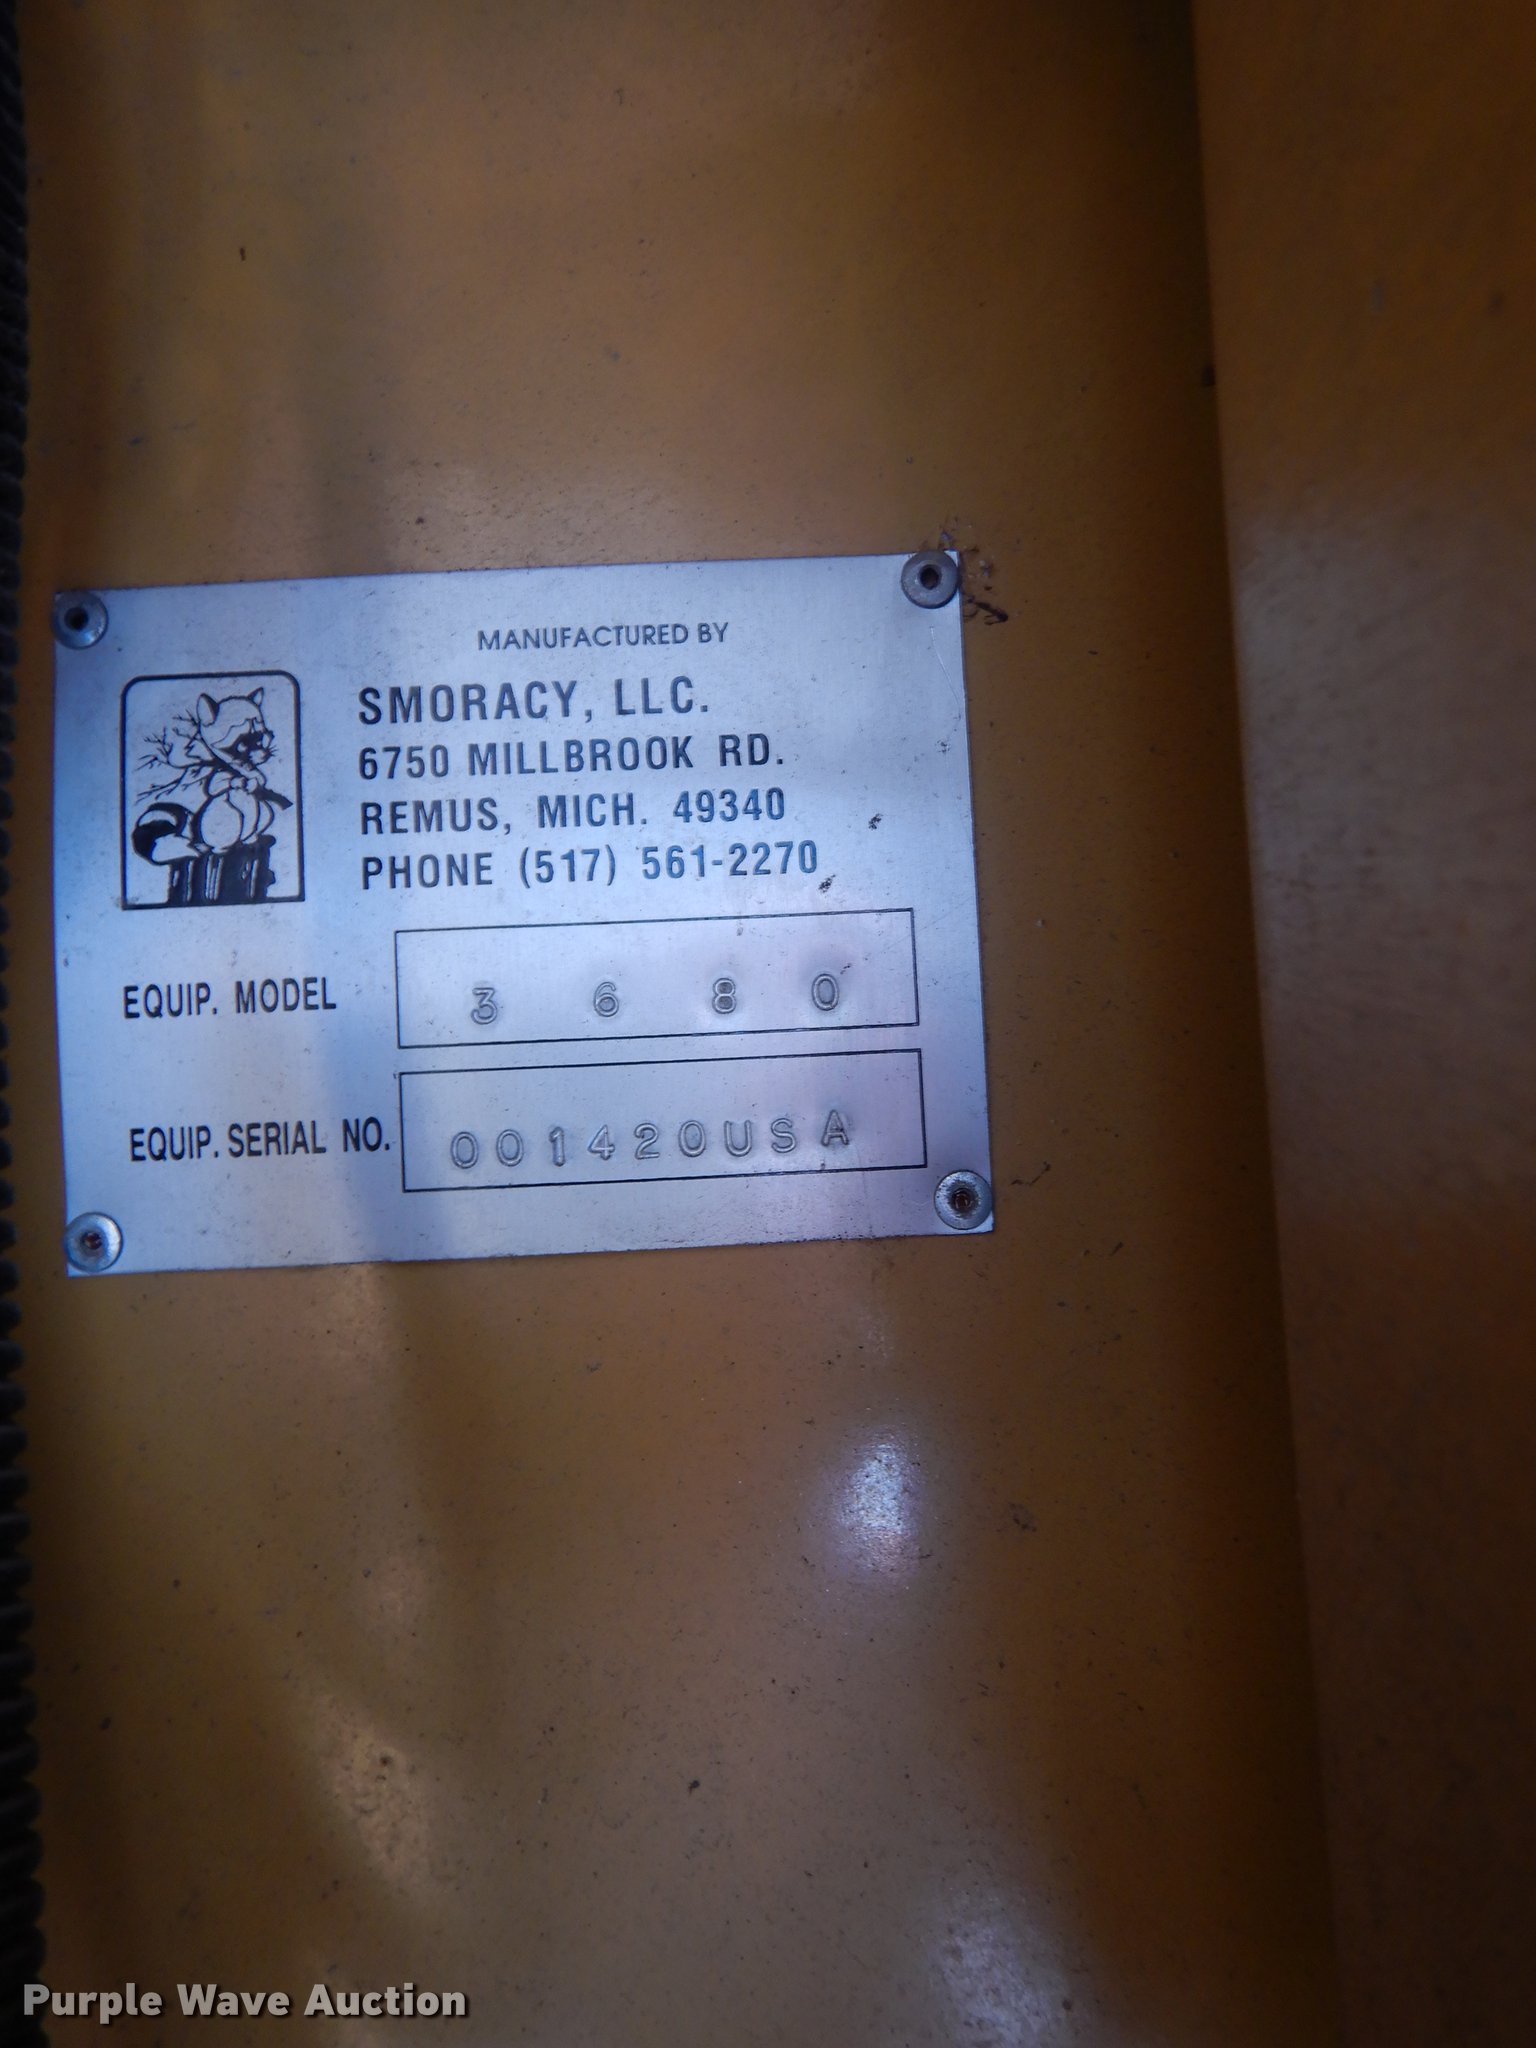 MANUFACTURED BY
SMORACY, LLC.
6750 MILLBROOK RD.
REMUS, MICH. 49340
PHONE (517) 561-2270
EQUIP. MODEL 3 6 8 0
EQUIP. SERIAL NO. 001420USA
Purple Wave Auction